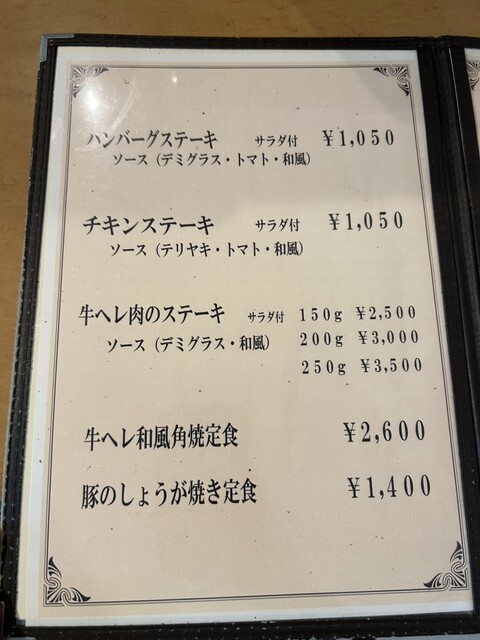 ハンバーグステーキ サラダ付 ¥1,050
ソース（デミグラス・トマト・和風）
チキンステーキ サラダ付 ¥1,050
ソース（テリヤキ・トマト・和風）
牛ヘレ肉のステーキ サラダ付 150g ¥2,500
ソース（デミグラス・和風） 200g ¥3,000
250g ¥3,500
牛ヘレ和風角焼定食 ¥2,600
豚のしょうが焼き定食 ¥1,400